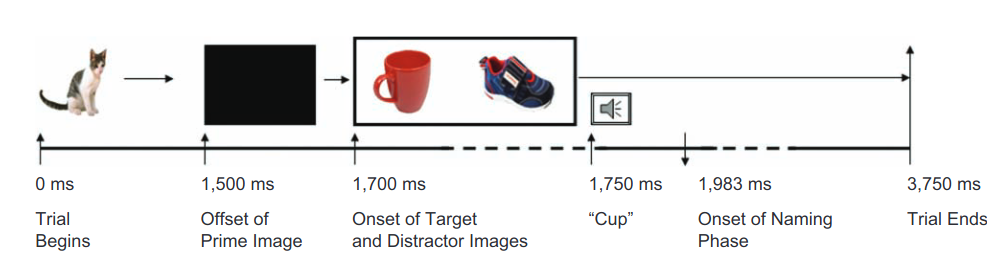 0 ms
1,500 ms
1,700 ms
1,750 ms
1,983 ms
3,750 ms
Trial
Begins
Offset of
Prime Image
Onset of Target
and Distractor Images
“Cup”
Onset of Naming
Phase
Trial Ends